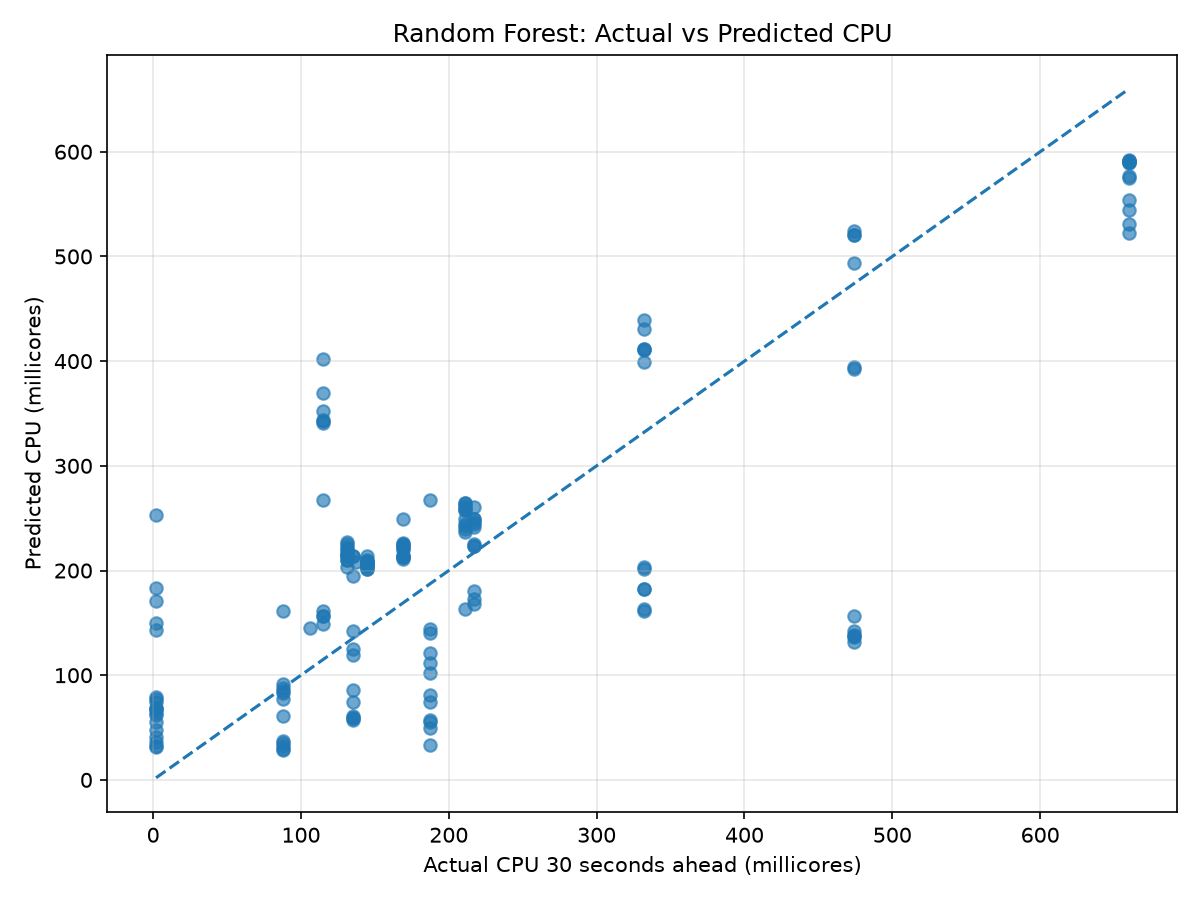 Random Forest: Actual vs Predicted CPU
Predicted CPU (millicores)
600
500
400
300
200
100
0
0 100 200 300 400 500 600
Actual CPU 30 seconds ahead (millicores)